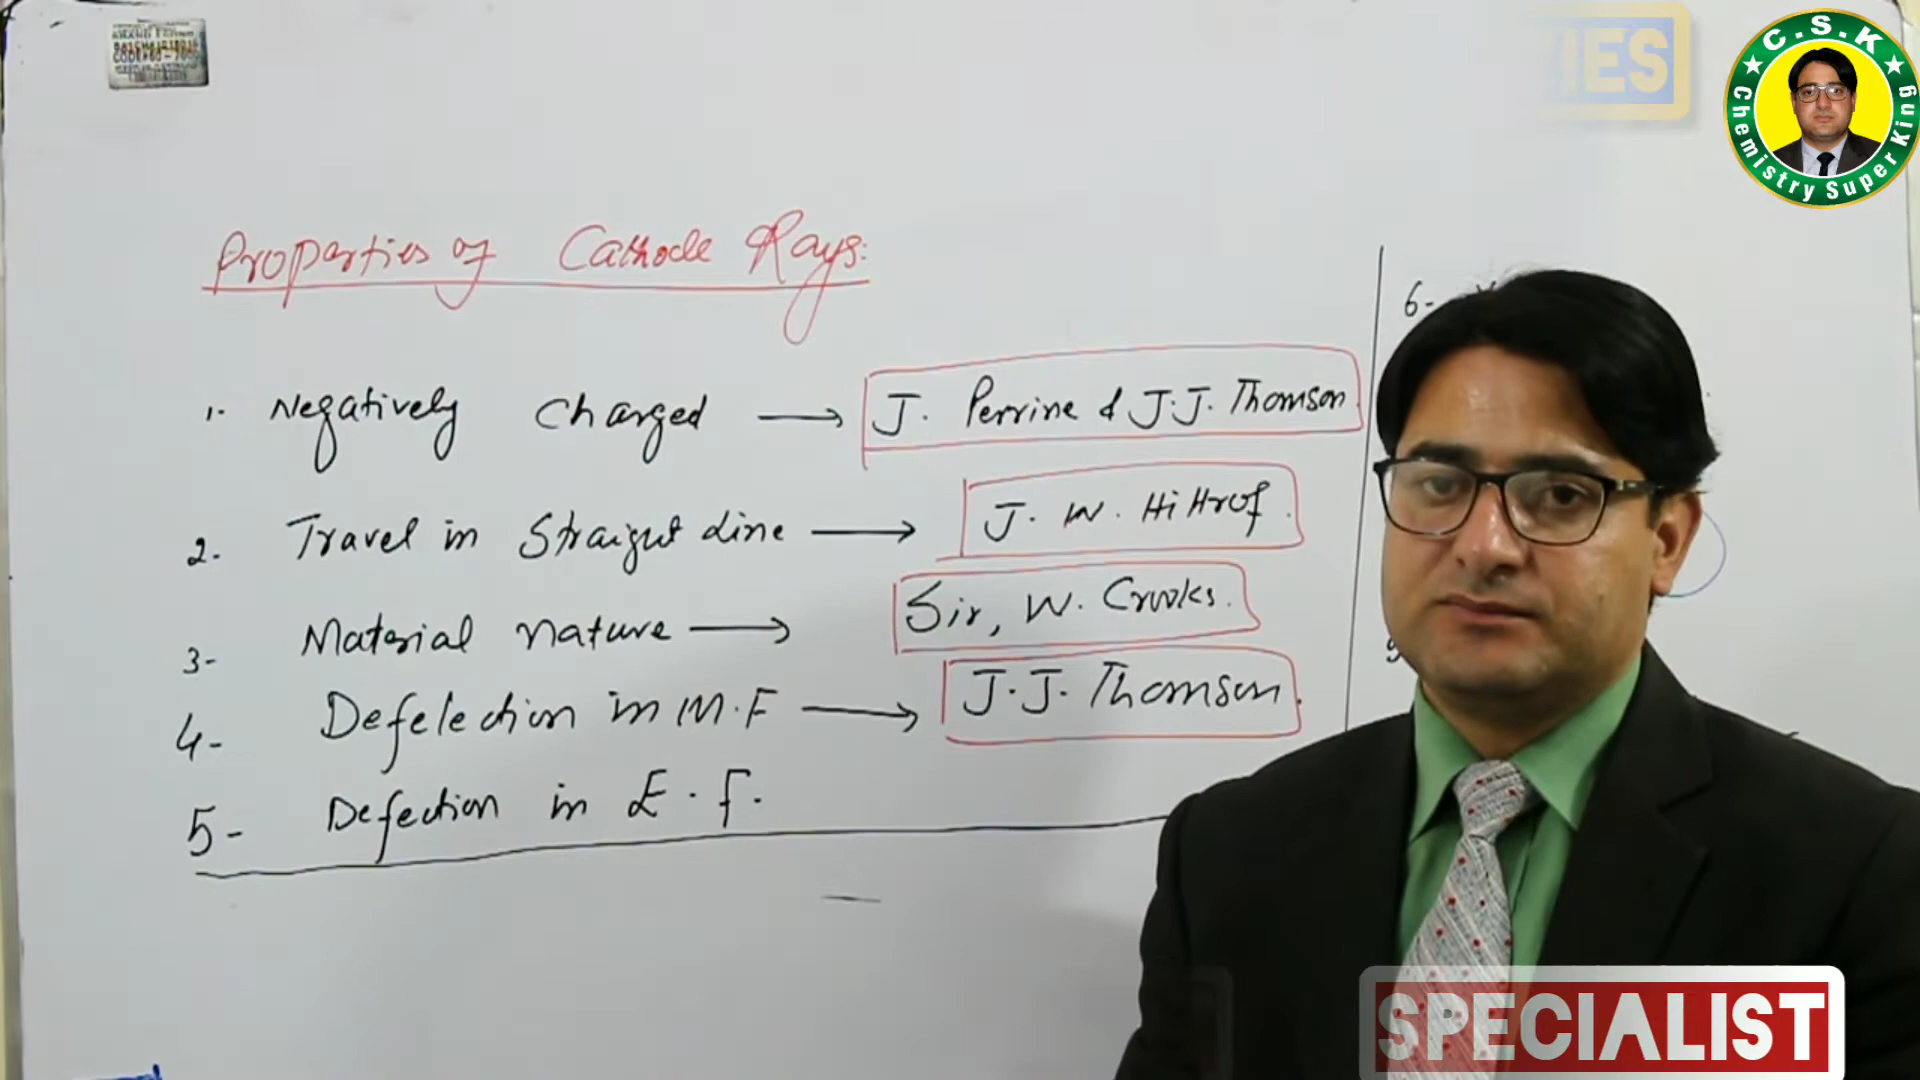 IES
C.S.K
Chemistry Super King
Properties of Cathode Rays:
1- Negatively Charged → J. Perrine & J.J. Thomson
2- Travel in Straight Line → J. W. Hittrof.
3- Material nature → Sir, W. Crooks.
4- Defelection in M.F → J.J. Thomson.
5- Defection in E.F.
6-
SPECIALIST